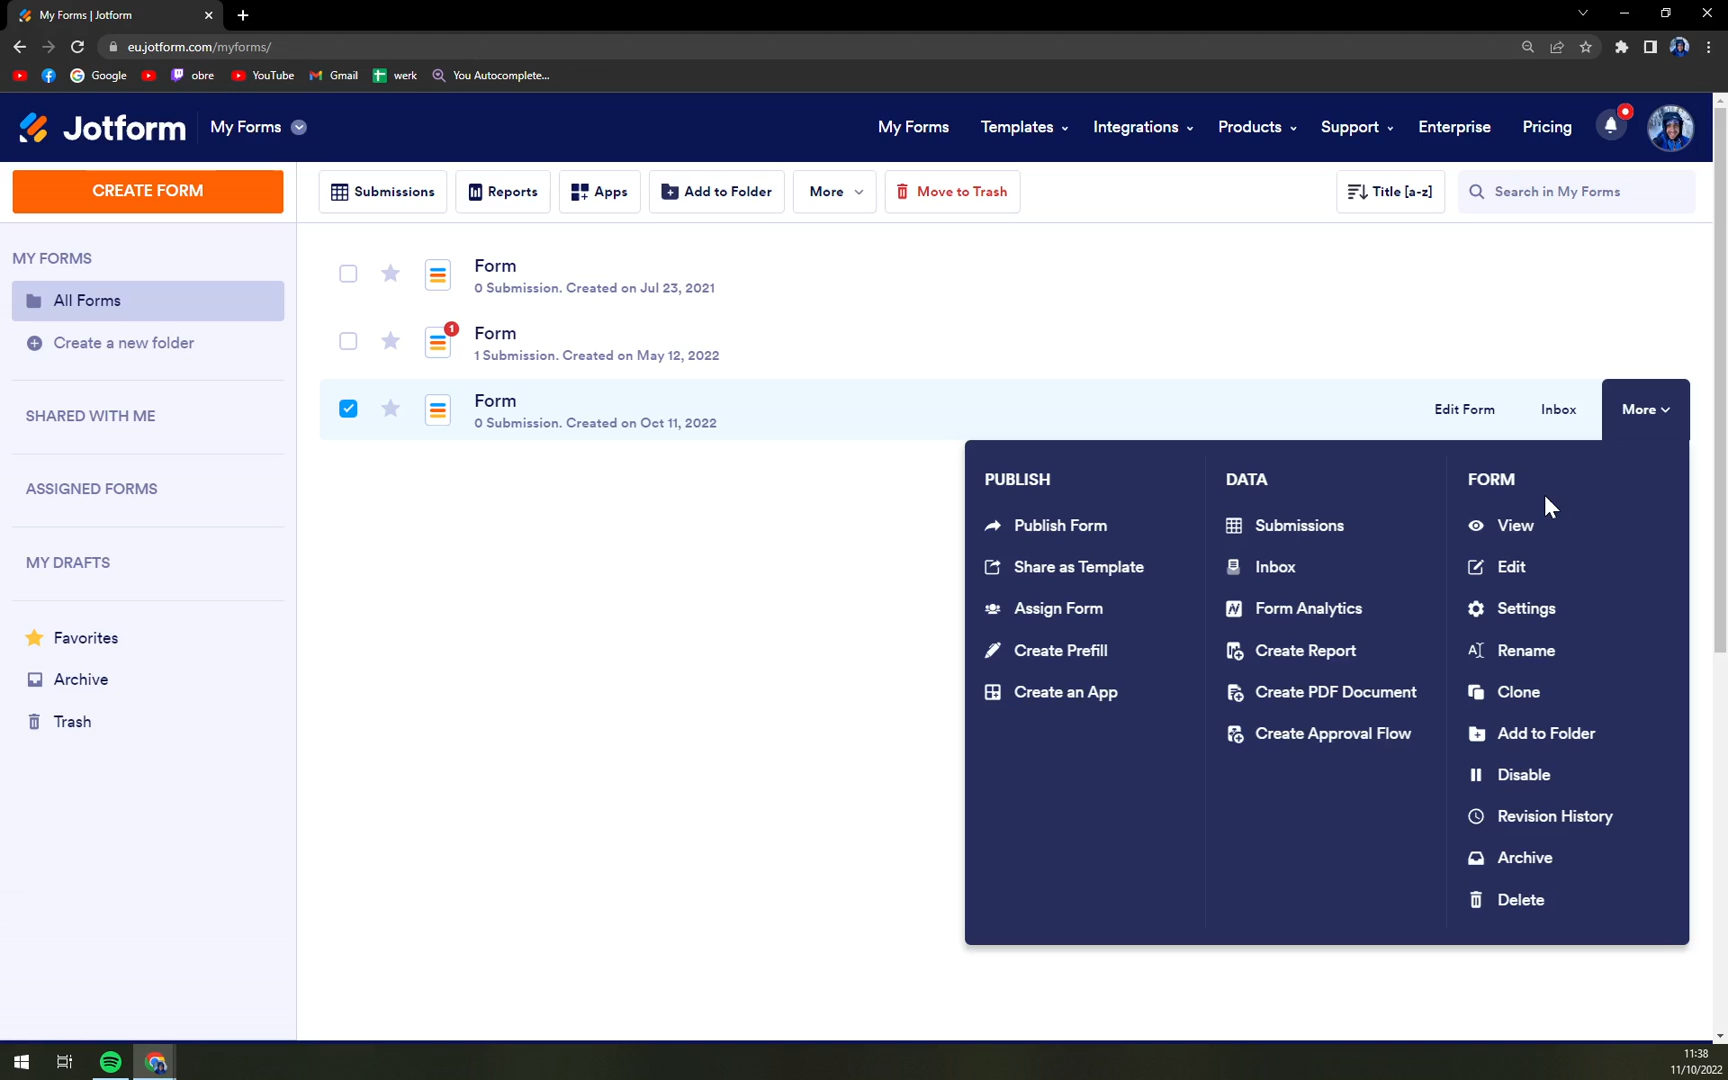 My Forms | Jotform
eu.jotform.com/myforms/
Google
obre
YouTube
Gmail
werk
You Autocomplete...
Jotform
My Forms
My Forms
Templates
Integrations
Products
Support
Enterprise
Pricing
CREATE FORM
Submissions
Reports
Apps
Add to Folder
More
Move to Trash
Title [a-z]
Search in My Forms
MY FORMS
All Forms
Create a new folder
SHARED WITH ME
ASSIGNED FORMS
MY DRAFTS
Favorites
Archive
Trash
Form
0 Submission. Created on Jul 23, 2021
1
Form
1 Submission. Created on May 12, 2022
Form
0 Submission. Created on Oct 11, 2022
Edit Form
Inbox
More
PUBLISH
Publish Form
Share as Template
Assign Form
Create Prefill
Create an App
DATA
Submissions
Inbox
Form Analytics
Create Report
Create PDF Document
Create Approval Flow
FORM
View
Edit
Settings
Rename
Clone
Add to Folder
Disable
Revision History
Archive
Delete
11:38
11/10/2022